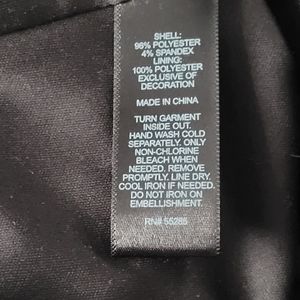 SHELL:
96% POLYESTER
4% SPANDEX
LINING:
100% POLYESTER
EXCLUSIVE OF
DECORATION
MADE IN CHINA
TURN GARMENT
INSIDE OUT.
HAND WASH COLD
SEPARATELY. ONLY
NON-CHLORINE
BLEACH WHEN
NEEDED. REMOVE
PROMPTLY. LINE DRY.
COOL IRON IF NEEDED.
DO NOT IRON ON
EMBELLISHMENT.
RN# 55285